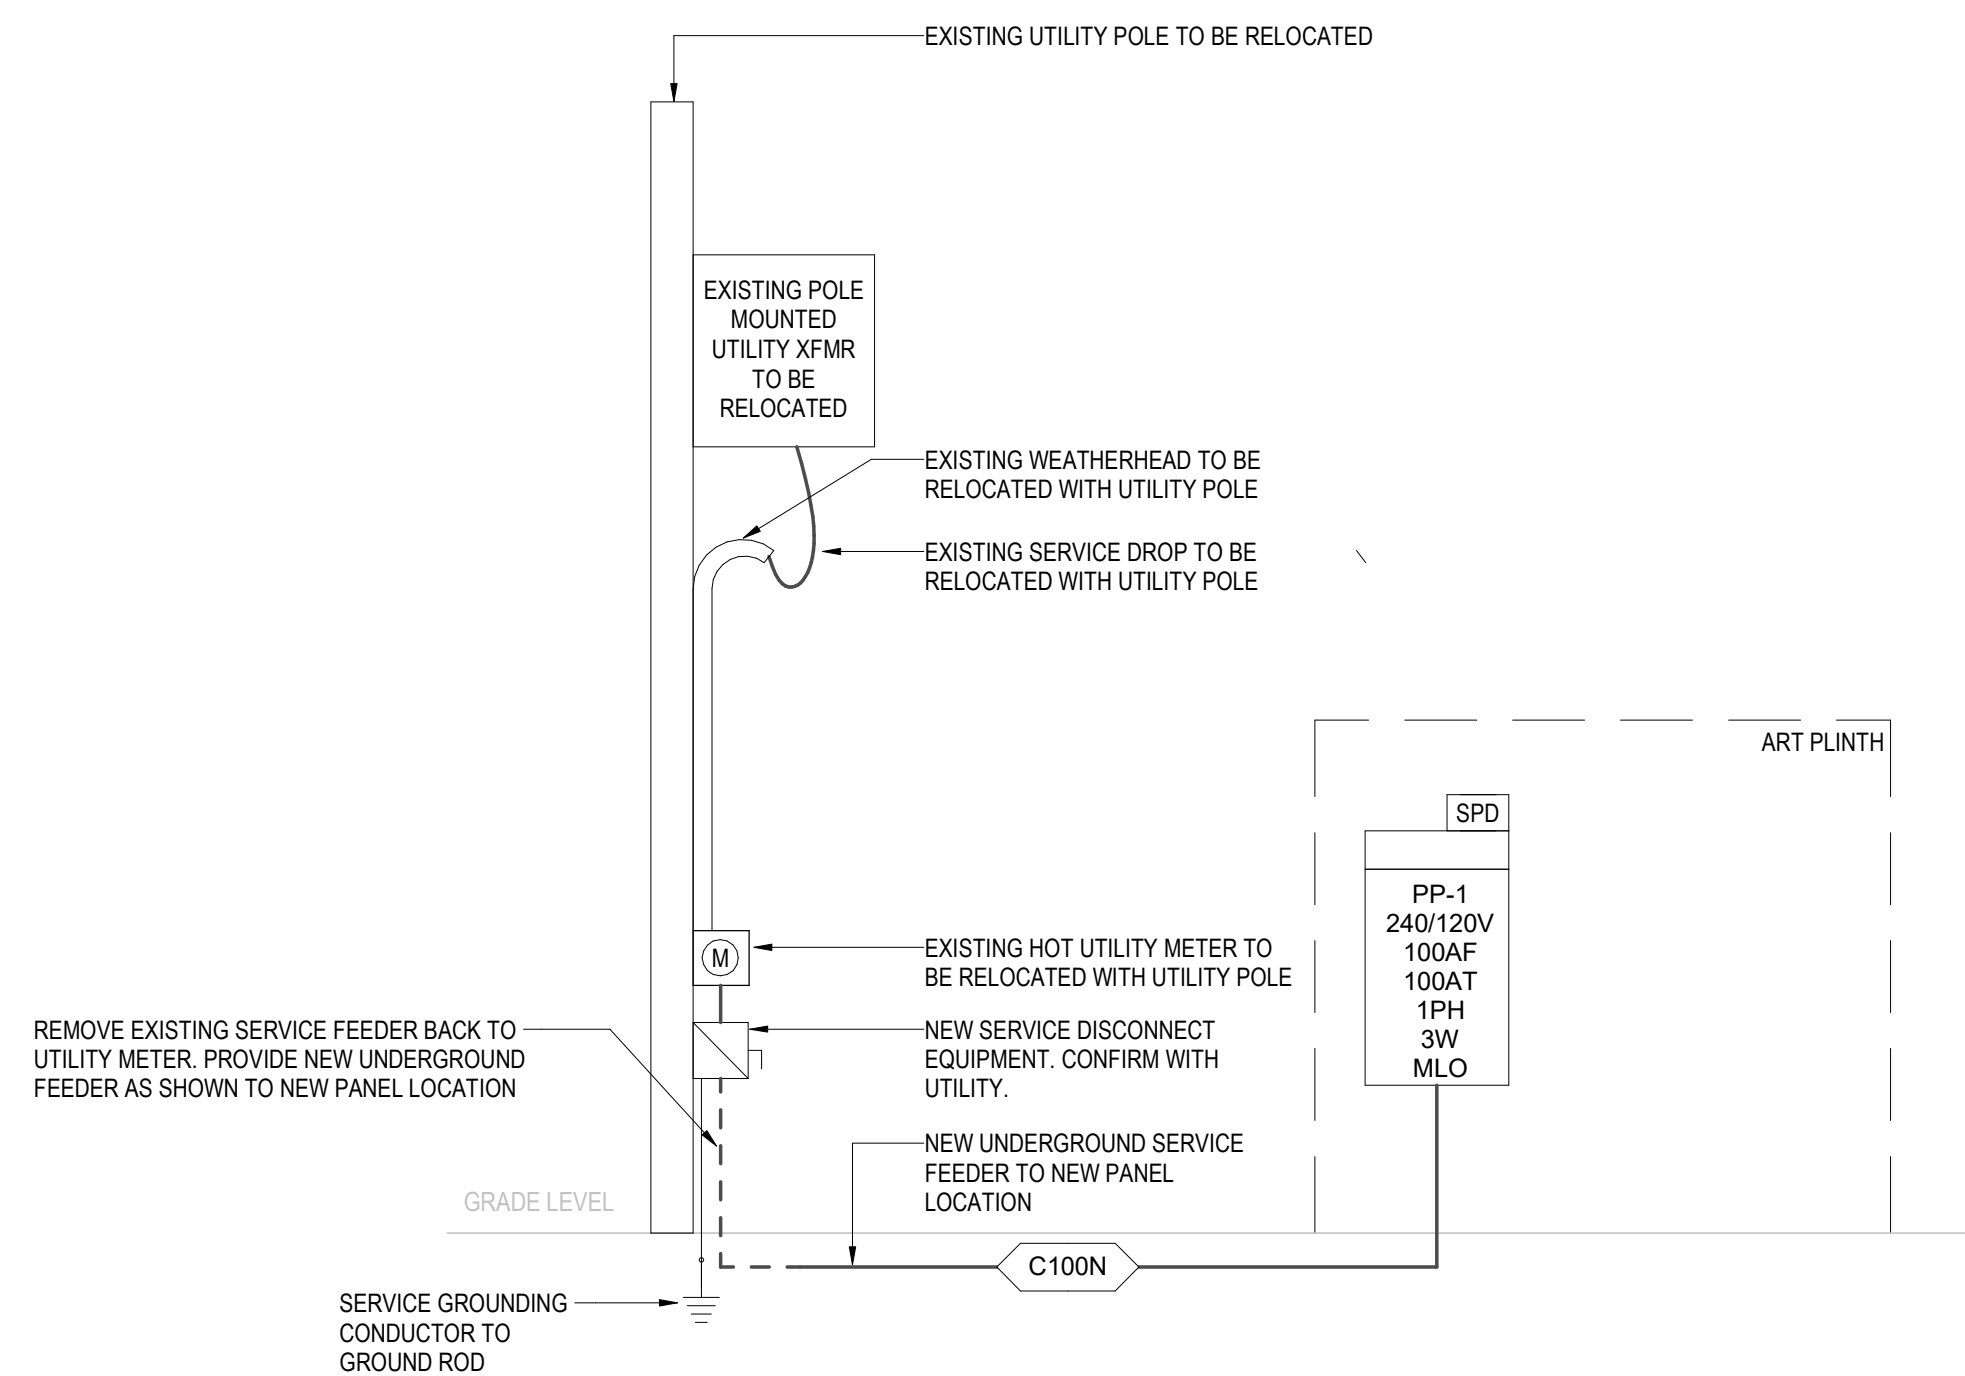 EXISTING UTILITY POLE TO BE RELOCATED
EXISTING POLE
MOUNTED
UTILITY XFMR
TO BE
RELOCATED
EXISTING WEATHERHEAD TO BE
RELOCATED WITH UTILITY POLE
EXISTING SERVICE DROP TO BE
RELOCATED WITH UTILITY POLE
ART PLINTH
SPD
PP-1
240/120V
100AF
100AT
1PH
3W
MLO
M
EXISTING HOT UTILITY METER TO
BE RELOCATED WITH UTILITY POLE
REMOVE EXISTING SERVICE FEEDER BACK TO
UTILITY METER. PROVIDE NEW UNDERGROUND
FEEDER AS SHOWN TO NEW PANEL LOCATION
NEW SERVICE DISCONNECT
EQUIPMENT. CONFIRM WITH
UTILITY.
NEW UNDERGROUND SERVICE
FEEDER TO NEW PANEL
LOCATION
GRADE LEVEL
C100N
SERVICE GROUNDING
CONDUCTOR TO
GROUND ROD